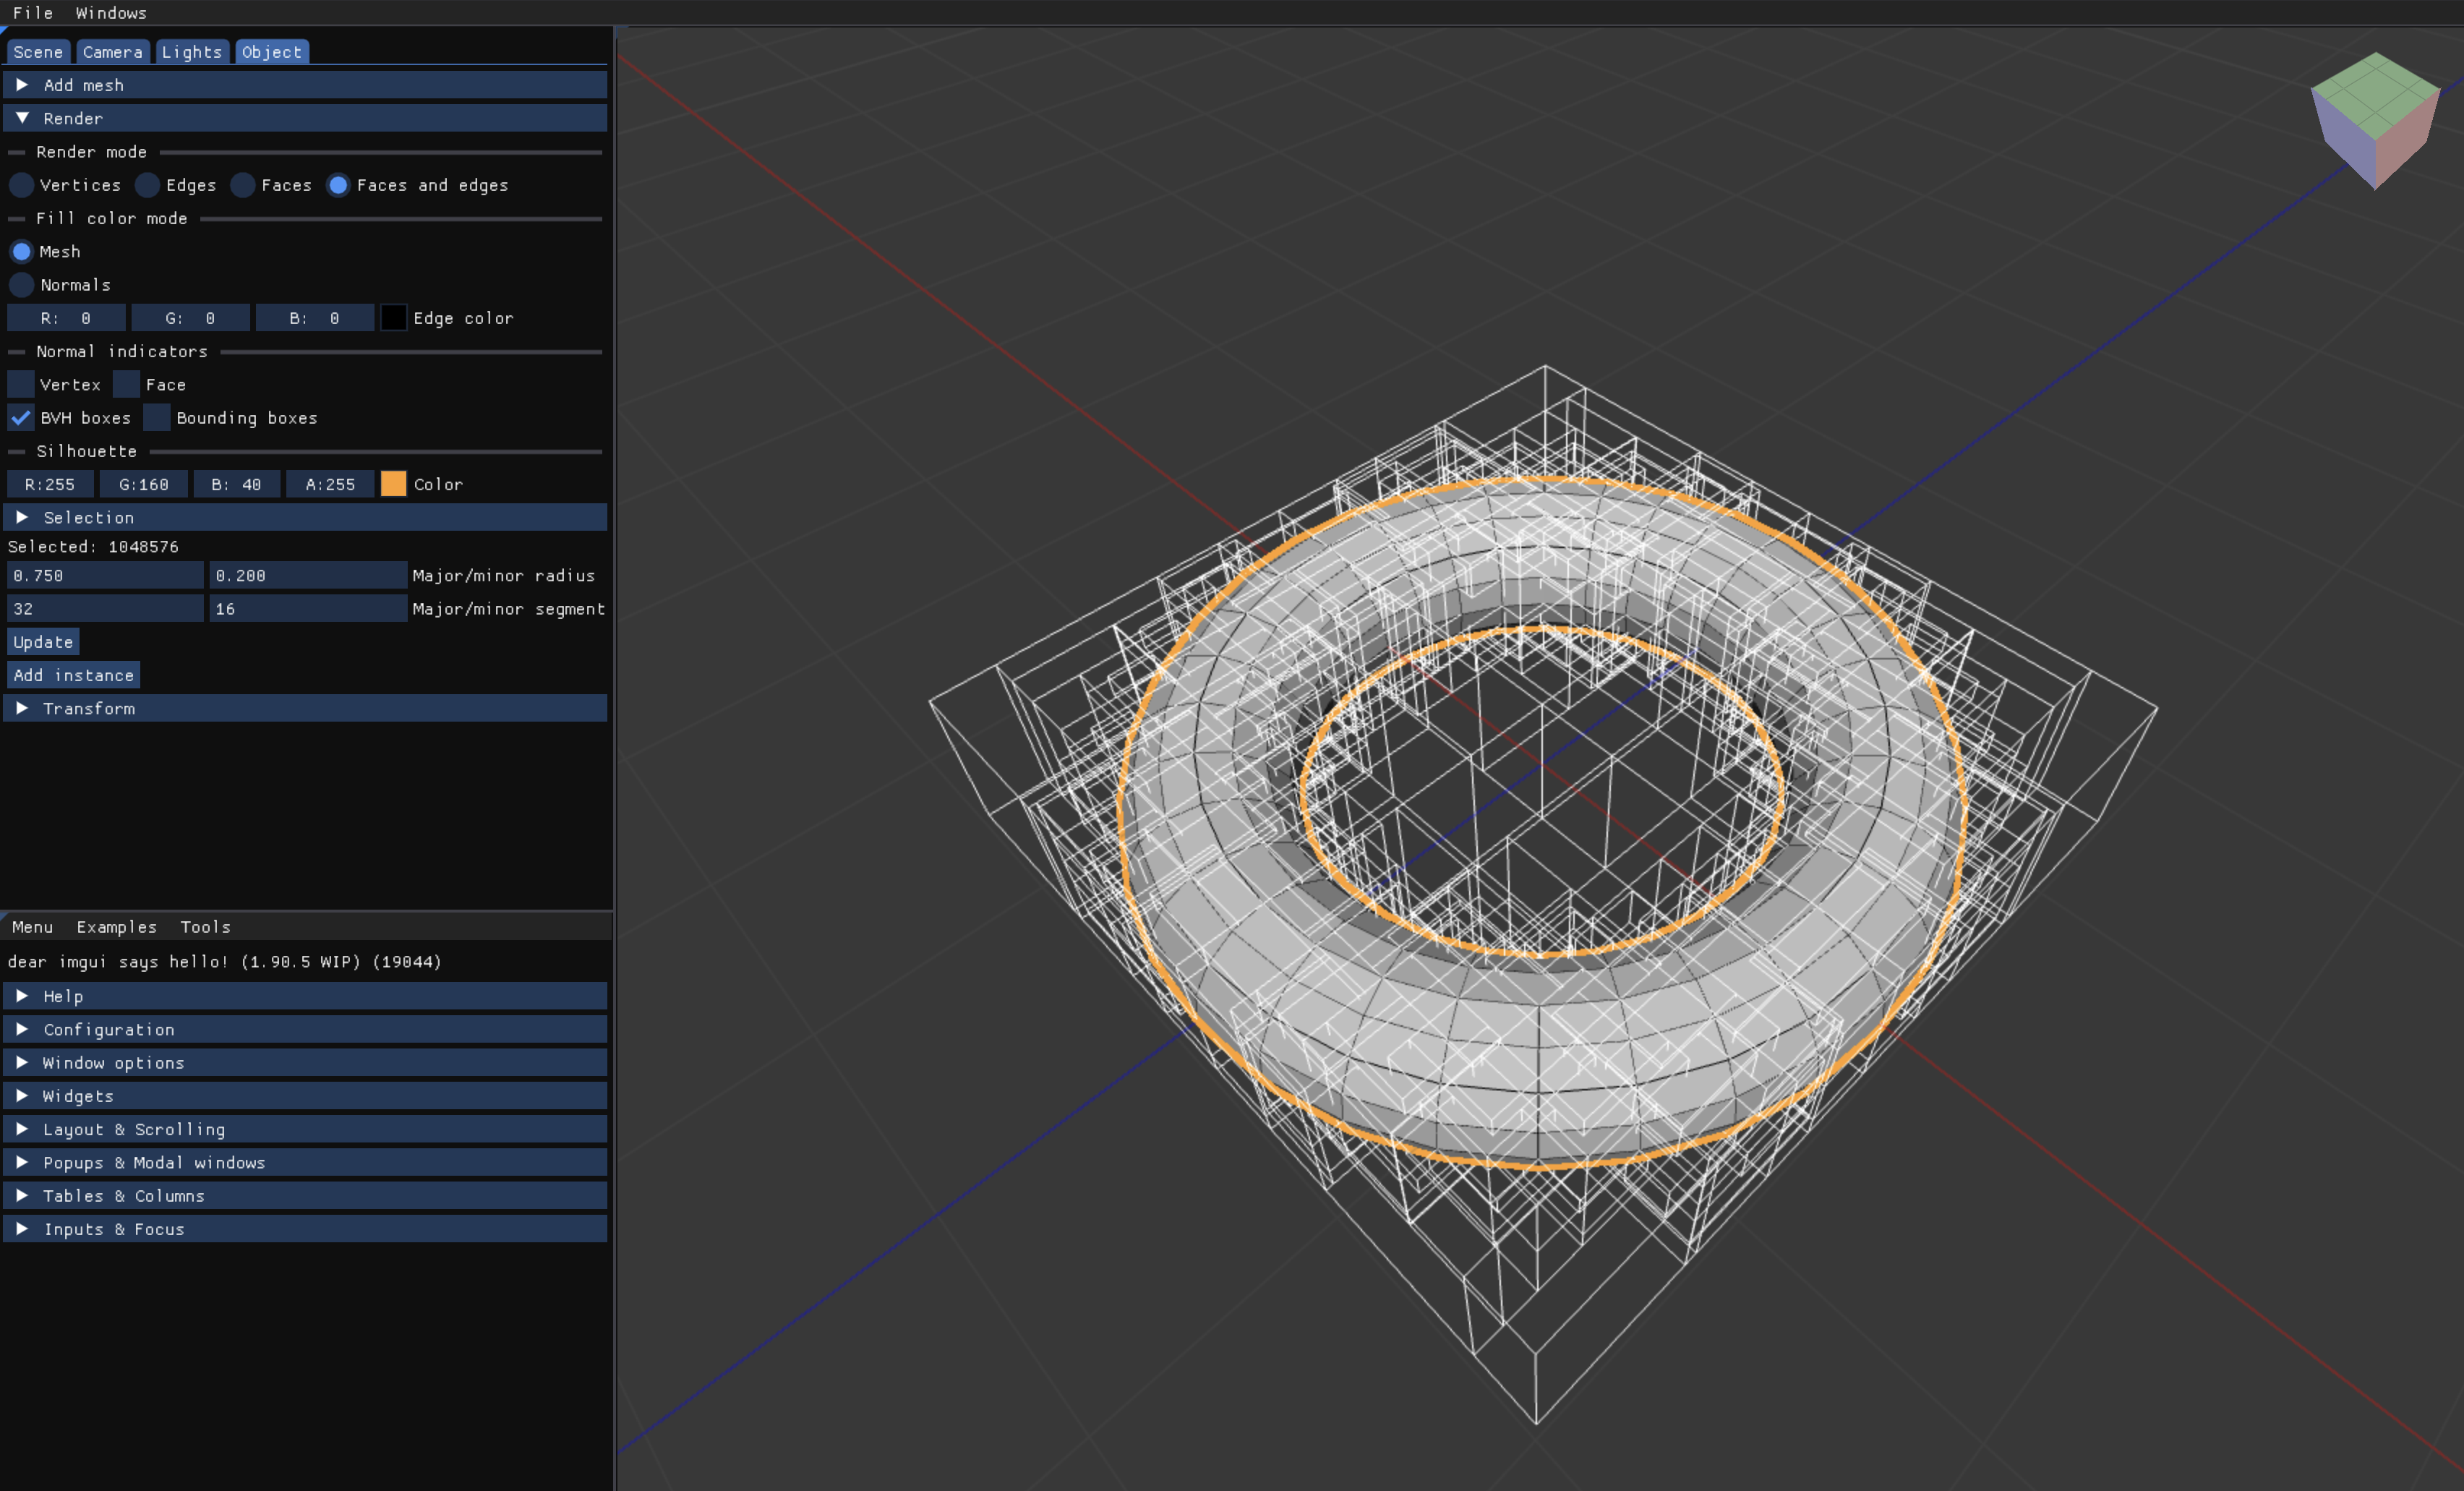 File Windows
Scene Camera Lights Object
Add mesh
Render
Render mode
Vertices Edges Faces Faces and edges
Fill color mode
Mesh
Normals
R: 0 G: 0 B: 0 Edge color
Normal indicators
Vertex Face
BVH boxes Bounding boxes
Silhouette
R:255 G:160 B: 40 A:255 Color
Selection
Selected: 1048576
0.750 0.200 Major/minor radius
32 16 Major/minor segment
Update
Add instance
Transform
Menu Examples Tools
dear imgui says hello! (1.90.5 WIP) (19044)
Help
Configuration
Window options
Widgets
Layout & Scrolling
Popups & Modal windows
Tables & Columns
Inputs & Focus